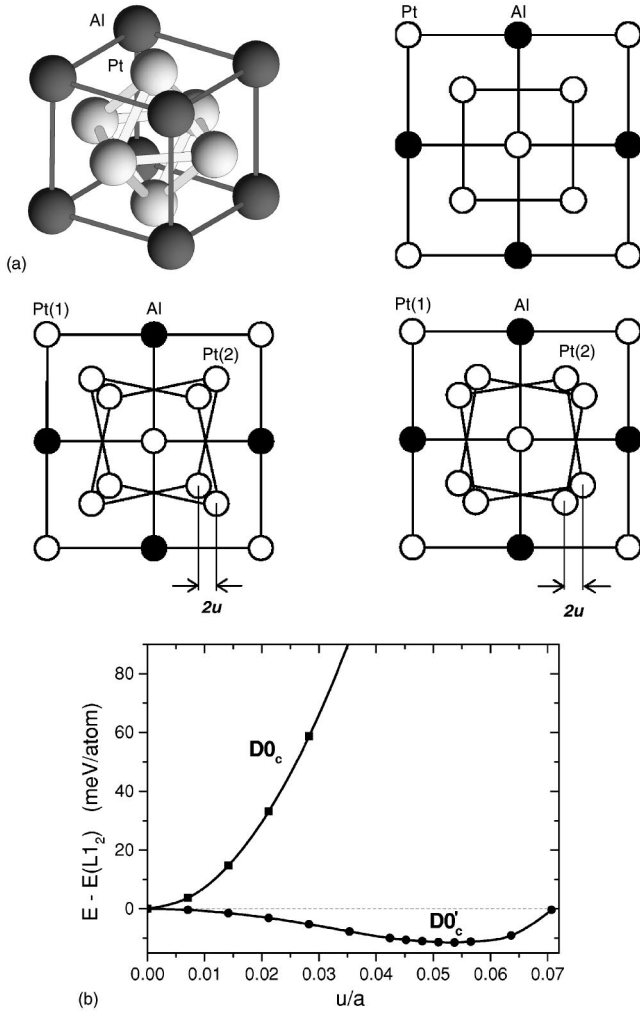 Al
Pt
(a)
Pt Al
Pt(1) Al
Pt(2)
2u
Pt(1) Al
Pt(2)
2u
E - E(L1₂) (meV/atom)
80
60
40
20
0
D0c
D0'c
0.00 0.01 0.02 0.03 0.04 0.05 0.06 0.07
u/a
(b)